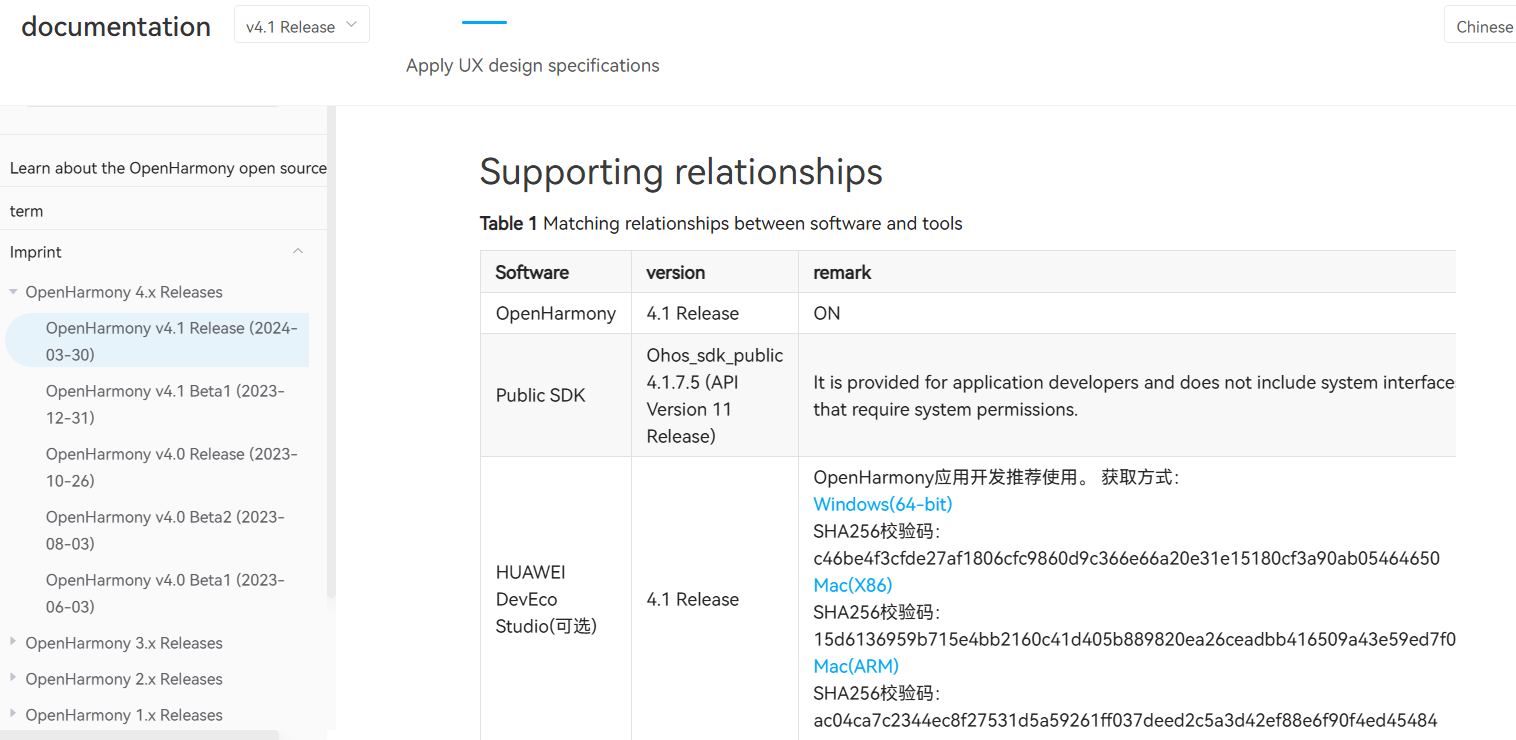 documentation
v4.1 Release
Chinese
Apply UX design specifications
Learn about the OpenHarmony open source
term
Imprint
OpenHarmony 4.x Releases
OpenHarmony v4.1 Release (2024-
03-30)
OpenHarmony v4.1 Beta1 (2023-
12-31)
OpenHarmony v4.0 Release (2023-
10-26)
OpenHarmony v4.0 Beta2 (2023-
08-03)
OpenHarmony v4.0 Beta1 (2023-
06-03)
OpenHarmony 3.x Releases
OpenHarmony 2.x Releases
OpenHarmony 1.x Releases
Supporting relationships
Table 1 Matching relationships between software and tools
Software version remark
OpenHarmony 4.1 Release ON
Public SDK
Ohos_sdk_public
4.1.7.5 (API
Version 11
Release)
It is provided for application developers and does not include system interfaces
that require system permissions.
HUAWEI
DevEco
Studio(可选)
4.1 Release
OpenHarmony应用开发推荐使用。 获取方式：
Windows(64-bit)
SHA256校验码：
c46be4f3cfde27af1806cfc9860d9c366e66a20e31e15180cf3a90ab05464650
Mac(X86)
SHA256校验码：
15d6136959b715e4bb2160c41d405b889820ea26ceadbb416509a43e59ed7f0
Mac(ARM)
SHA256校验码：
ac04ca7c2344ec8f27531d5a59261ff037deed2c5a3d42ef88e6f90f4ed45484